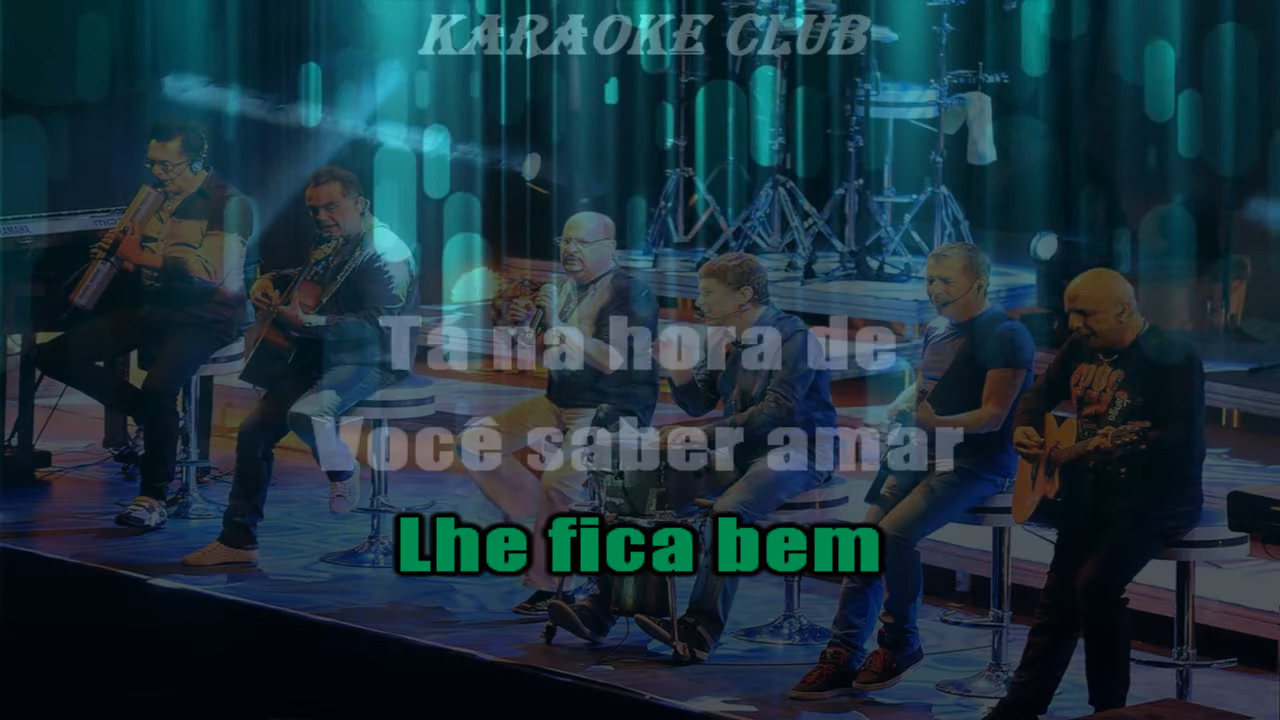 KARAOKE CLUB
Tá na hora de
Você saber amar
Lhe fica bem